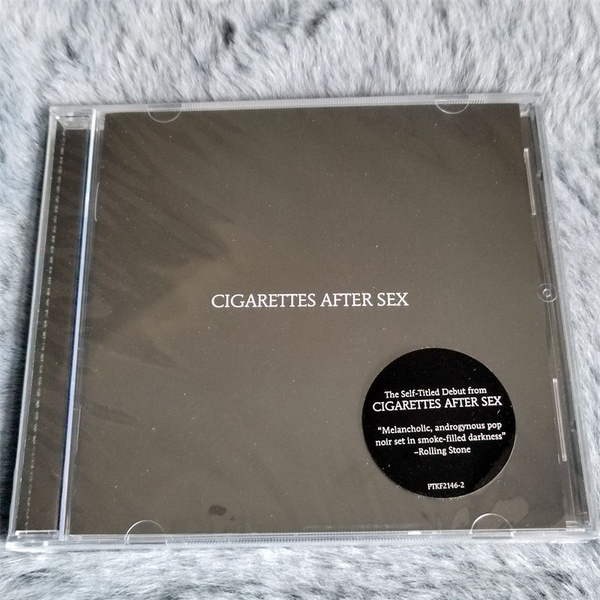 CIGARETTES AFTER SEX
The Self-Titled Debut from
CIGARETTES AFTER SEX
“Melancholic, androgynous pop
noir set in smoke-filled darkness”
–Rolling Stone
PTKF2146-2